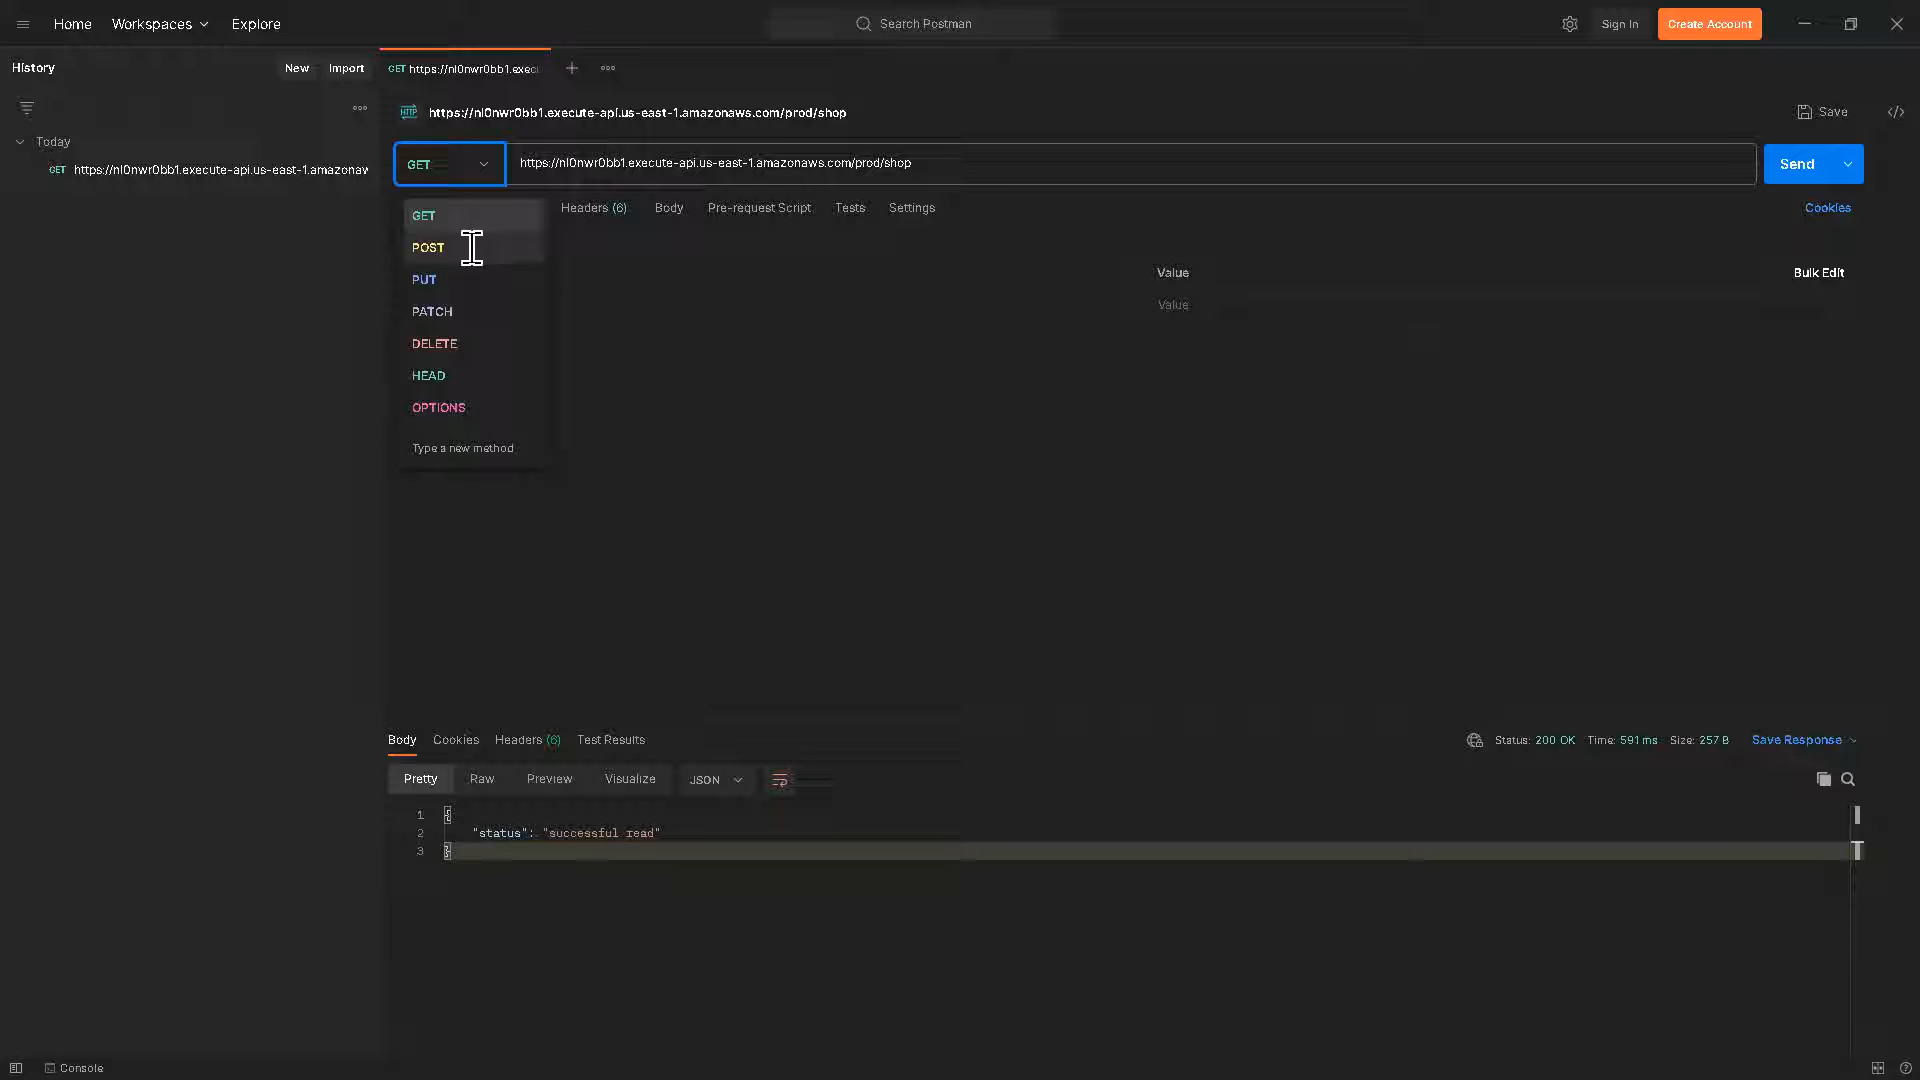 Home Workspaces Explore Search Postman Sign In Create Account
History New Import GET https://nl0nwr0bb1.exec
https://nl0nwr0bb1.execute-api.us-east-1.amazonaws.com/prod/shop Save
Today
GET https://nl0nwr0bb1.execute-api.us-east-1.amazonaw
GET https://nl0nwr0bb1.execute-api.us-east-1.amazonaws.com/prod/shop Send
Headers (6) Body Pre-request Script Tests Settings Cookies
GET
POST
PUT
PATCH
DELETE
HEAD
OPTIONS
Type a new method
Value Bulk Edit
Value
Body Cookies Headers (6) Test Results Status: 200 OK Time: 591 ms Size: 257 B Save Response
Pretty Raw Preview Visualize JSON
1 {
2 "status": "successful read"
3 }
Console